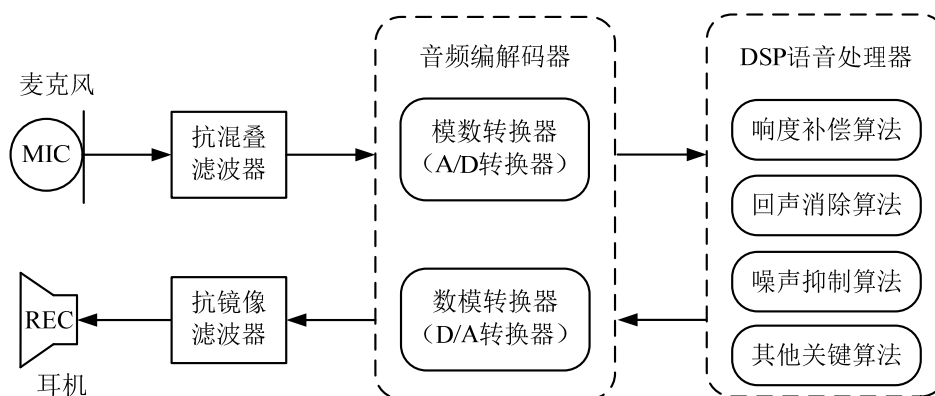 麦克风
MIC
抗混叠
滤波器
音频编解码器
模数转换器
（A/D转换器）
DSP语音处理器
响度补偿算法
回声消除算法
噪声抑制算法
其他关键算法
数模转换器
（D/A转换器）
抗镜像
滤波器
REC
耳机